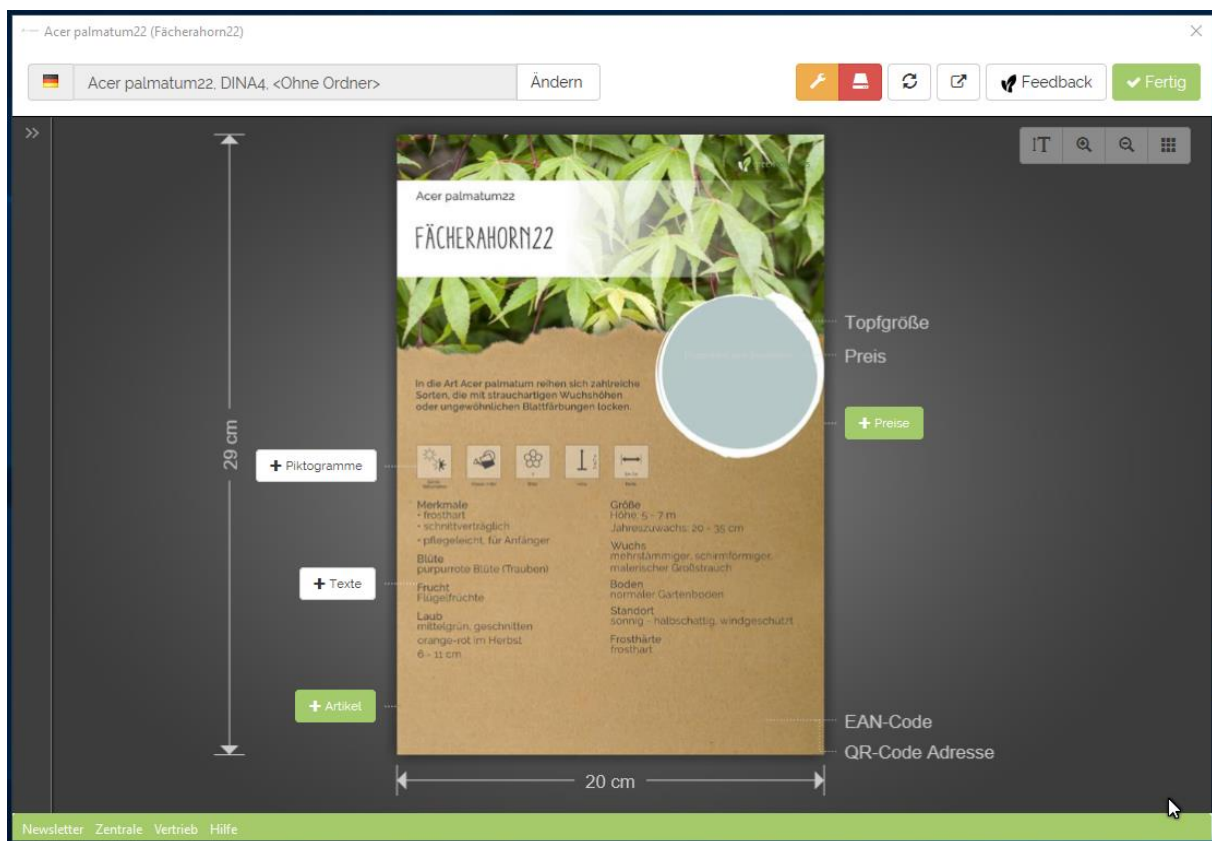 Acer palmatum22 (Fächerahorn22)
Acer palmatum22, DINA4, <Ohne Ordner>
Ändern
Feedback
Fertig
Acer palmatum22
FÄCHERAHORN22
Topfgröße
Preis
In die Art Acer palmatum reihen sich zahlreiche
Sorten, die mit strauchartigen Wuchshöhen
oder ungewöhnlichen Blattfärbungen locken.
+ Preise
29 cm
+ Piktogramme
Merkmale
• frosthart
• schnittverträglich
• pflegeleicht, für Anfänger
Blüte
purpurrote Blüte (Trauben)
Frucht
Flügelfrüchte
Laub
mittelgrün, geschnitten
orange-rot im Herbst
6 - 11 cm
Größe
Höhe: 5 - 7 m
Jahreszuwachs: 20 - 35 cm
Wuchs
mehrstämmiger, schirmförmiger,
malerischer Großstrauch
Boden
normaler Gartenboden
Standort
sonnig - halbschattig, windgeschützt
Frosthärte
frosthart
+ Texte
+ Artikel
EAN-Code
QR-Code Adresse
20 cm
Newsletter Zentrale Vertrieb Hilfe